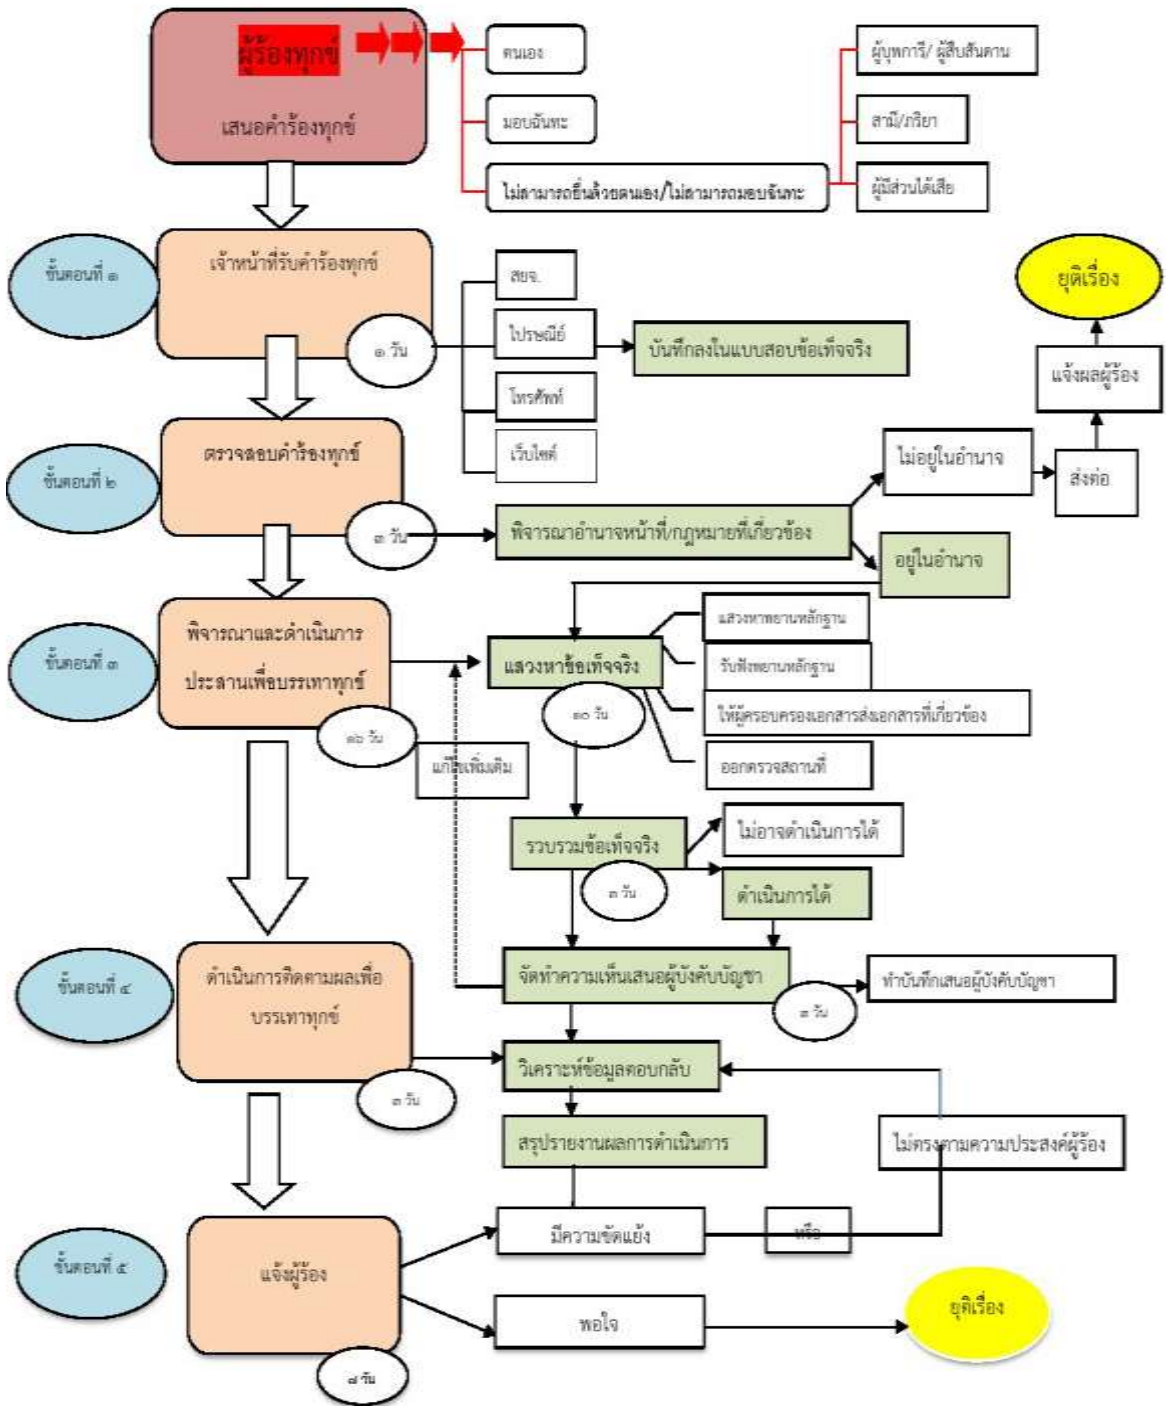 ผู้ร้องทุกข์
เสนอคำร้องทุกข์
ตนเอง
มอบฉันทะ
ไม่สามารถยื่นด้วยตนเอง/ไม่สามารถมอบฉันทะ
ผู้บุพการี/ ผู้สืบสันดาน
สามี/ภริยา
ผู้มีส่วนได้เสีย
ขั้นตอนที่ ๑
เจ้าหน้าที่รับคำร้องทุกข์
๑ วัน
สยจ.
ไปรษณีย์
โทรศัพท์
เว็บไซต์
บันทึกลงในแบบสอบข้อเท็จจริง
ยุติเรื่อง
แจ้งผลผู้ร้อง
ส่งต่อ
ขั้นตอนที่ ๒
ตรวจสอบคำร้องทุกข์
๓ วัน
พิจารณาอำนาจหน้าที่/กฎหมายที่เกี่ยวข้อง
ไม่อยู่ในอำนาจ
อยู่ในอำนาจ
ขั้นตอนที่ ๓
พิจารณาและดำเนินการ
ประสานเพื่อบรรเทาทุกข์
๑๖ วัน
แก้ไขเพิ่มเติม
แสวงหาข้อเท็จจริง
๑๐ วัน
แสวงหาพยานหลักฐาน
รับฟังพยานหลักฐาน
ให้ผู้ครอบครองเอกสารส่งเอกสารที่เกี่ยวข้อง
ออกตรวจสถานที่
รวบรวมข้อเท็จจริง
๓ วัน
ไม่อาจดำเนินการได้
ดำเนินการได้
ขั้นตอนที่ ๔
ดำเนินการติดตามผลเพื่อ
บรรเทาทุกข์
๓ วัน
จัดทำความเห็นเสนอผู้บังคับบัญชา
๓ วัน
ทำบันทึกเสนอผู้บังคับบัญชา
วิเคราะห์ข้อมูลตอบกลับ
สรุปรายงานผลการดำเนินการ
ไม่ตรงตามความประสงค์ผู้ร้อง
ขั้นตอนที่ ๕
แจ้งผู้ร้อง
๗ วัน
มีความขัดแย้ง
หรือ
พอใจ
ยุติเรื่อง